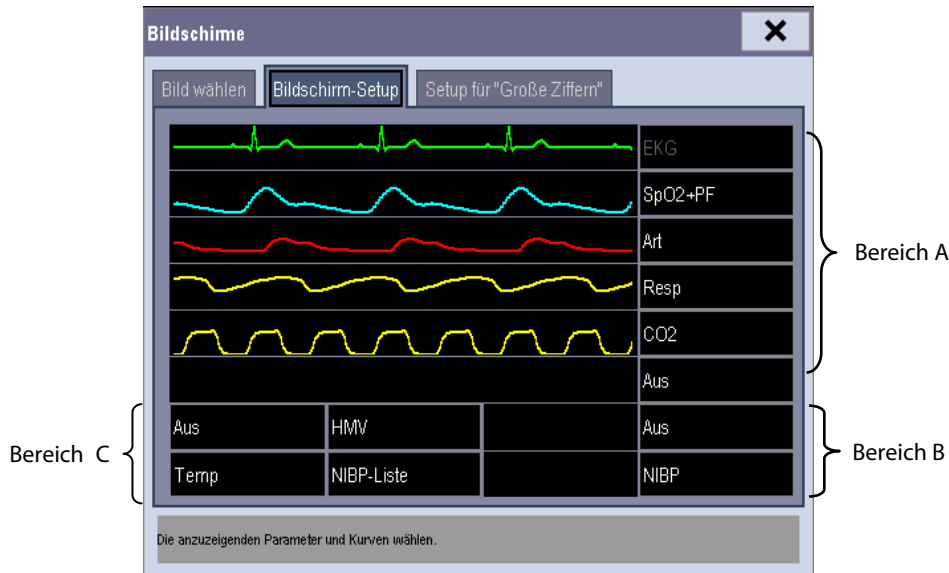 Bildschirme
Bild wählen Bildschirm-Setup Setup für "Große Ziffern"
EKG
SpO2+PF
Art
Bereich A
Resp
CO2
Aus
Aus HMV Aus
Bereich C Bereich B
Temp NIBP-Liste NIBP
Die anzuzeigenden Parameter und Kurven wählen.